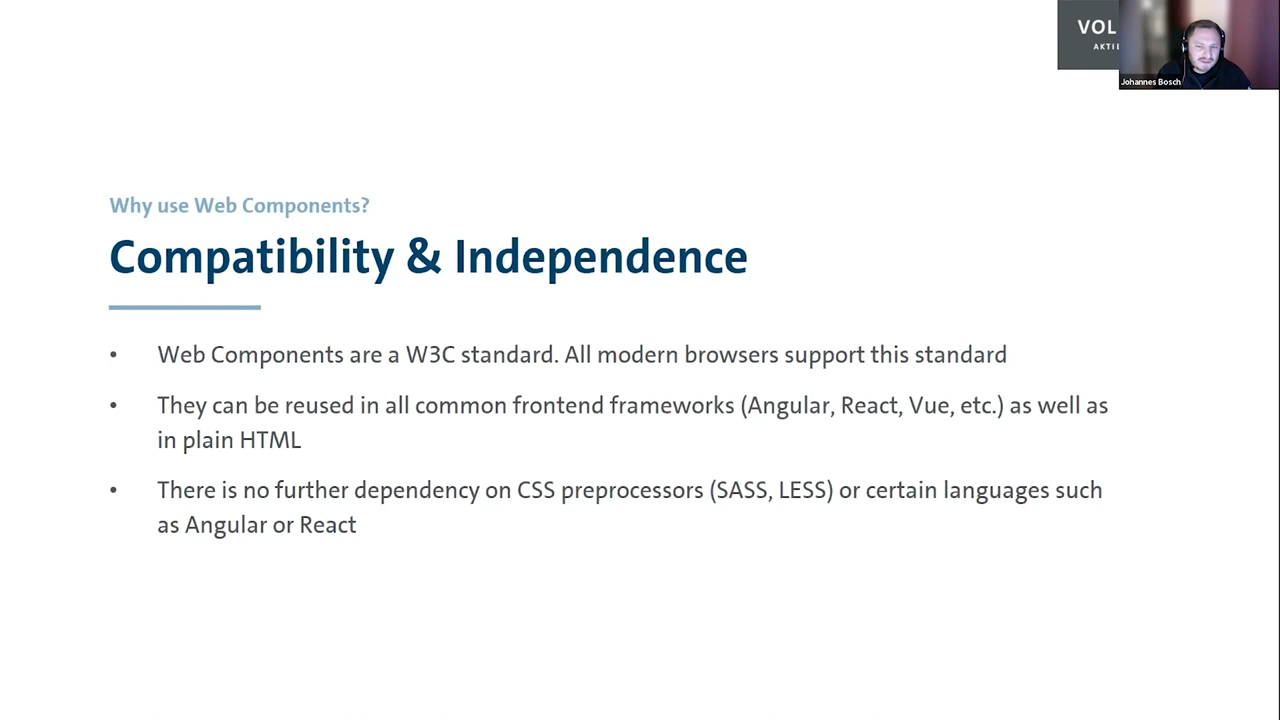 VOL
AKTIE
Johannes Bosch
Why use Web Components?
Compatibility & Independence
• Web Components are a W3C standard. All modern browsers support this standard
• They can be reused in all common frontend frameworks (Angular, React, Vue, etc.) as well as
in plain HTML
• There is no further dependency on CSS preprocessors (SASS, LESS) or certain languages such
as Angular or React